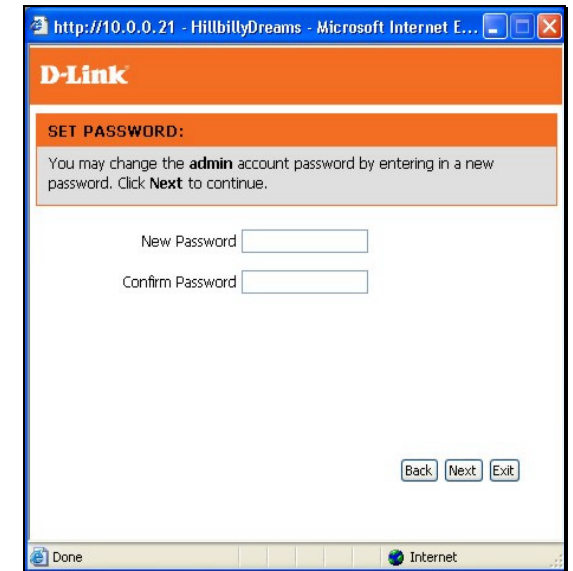 http://10.0.0.21 - HillbillyDreams - Microsoft Internet E...
D-Link
SET PASSWORD:
You may change the admin account password by entering in a new
password. Click Next to continue.
New Password
Confirm Password
Back Next Exit
Done Internet